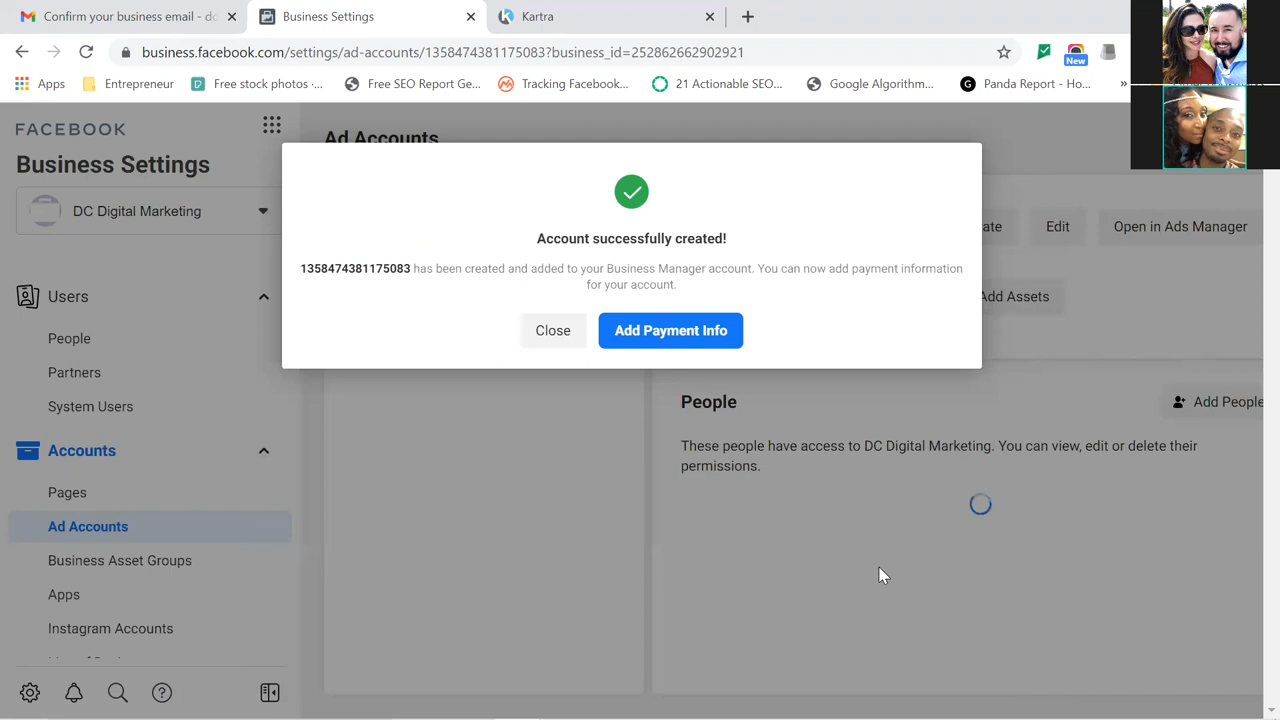 Confirm your business email - do
Business Settings
Kartra
business.facebook.com/settings/ad-accounts/1358474381175083?business_id=252862662902921
New
Apps
Entrepreneur
Free stock photos ·...
Free SEO Report Ge...
Tracking Facebook...
21 Actionable SEO...
Google Algorithm...
Panda Report - Ho...
»
FACEBOOK
Business Settings
DC Digital Marketing
Users
People
Partners
System Users
Accounts
Pages
Ad Accounts
Business Asset Groups
Apps
Instagram Accounts
Ad Accounts
Edit
Open in Ads Manager
Add Assets
Account successfully created!
1358474381175083 has been created and added to your Business Manager account. You can now add payment information
for your account.
Close
Add Payment Info
People
Add People
These people have access to DC Digital Marketing. You can view, edit or delete their
permissions.